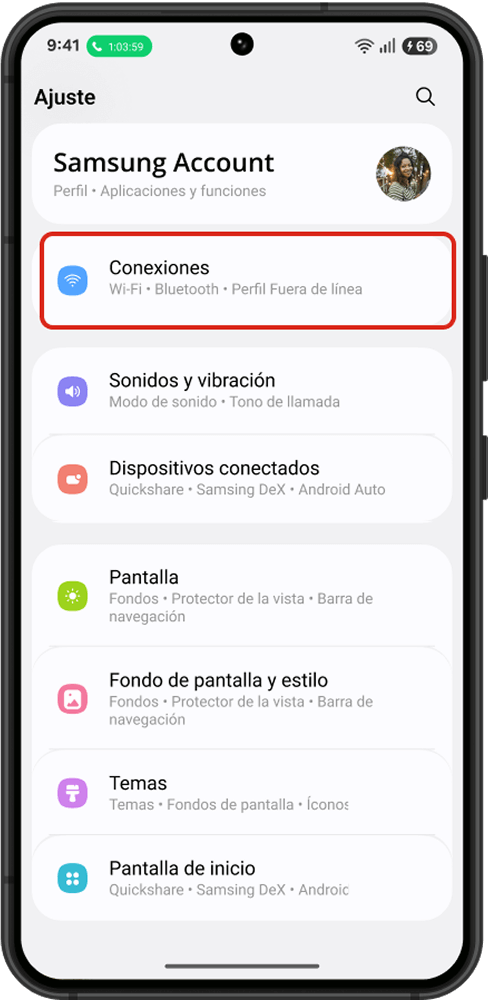 9:41 1:03:59 69
Ajuste
Samsung Account
Perfil • Aplicaciones y funciones
Conexiones
Wi-Fi • Bluetooth • Perfil Fuera de línea
Sonidos y vibración
Modo de sonido • Tono de llamada
Dispositivos conectados
Quickshare • Samsing DeX • Android Auto
Pantalla
Fondos • Protector de la vista • Barra de
navegación
Fondo de pantalla y estilo
Fondos • Protector de la vista • Barra de
navegación
Temas
Temas • Fondos de pantalla • Íconos
Pantalla de inicio
Quickshare • Samsing DeX • Androic